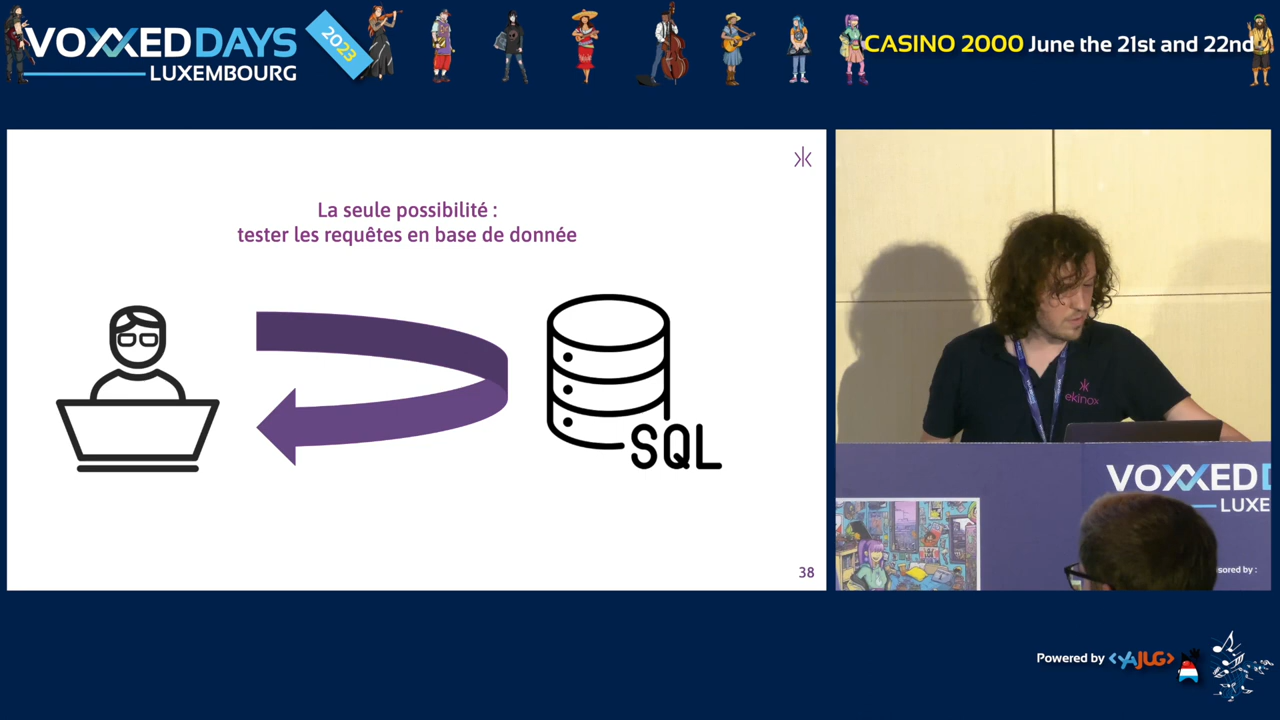 VOXXED DAYS
LUXEMBOURG
2023
CASINO 2000 June the 21st and 22nd
La seule possibilité :
tester les requêtes en base de donnée
SQL
38
ekinox
VOXXED D
LUXE
sored by :
Powered by <YAJUG>